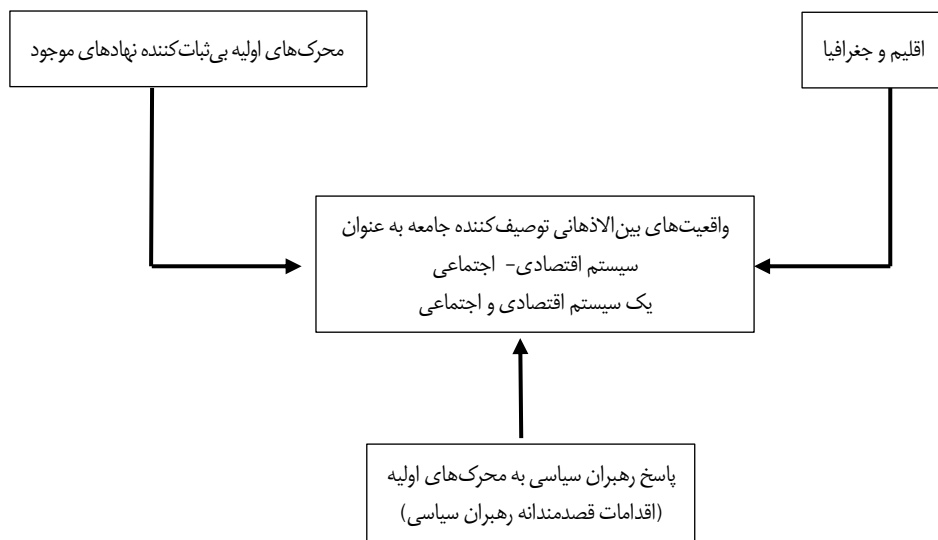 اقلیم و جغرافیا
محرک‌های اولیه بی‌ثبات‌کننده نهادهای موجود
واقعیت‌های بین‌الاذهانی توصیف‌کننده جامعه به عنوان
سیستم اقتصادی- اجتماعی
یک سیستم اقتصادی و اجتماعی
پاسخ رهبران سیاسی به محرک‌های اولیه
(اقدامات قصدمندانه رهبران سیاسی)